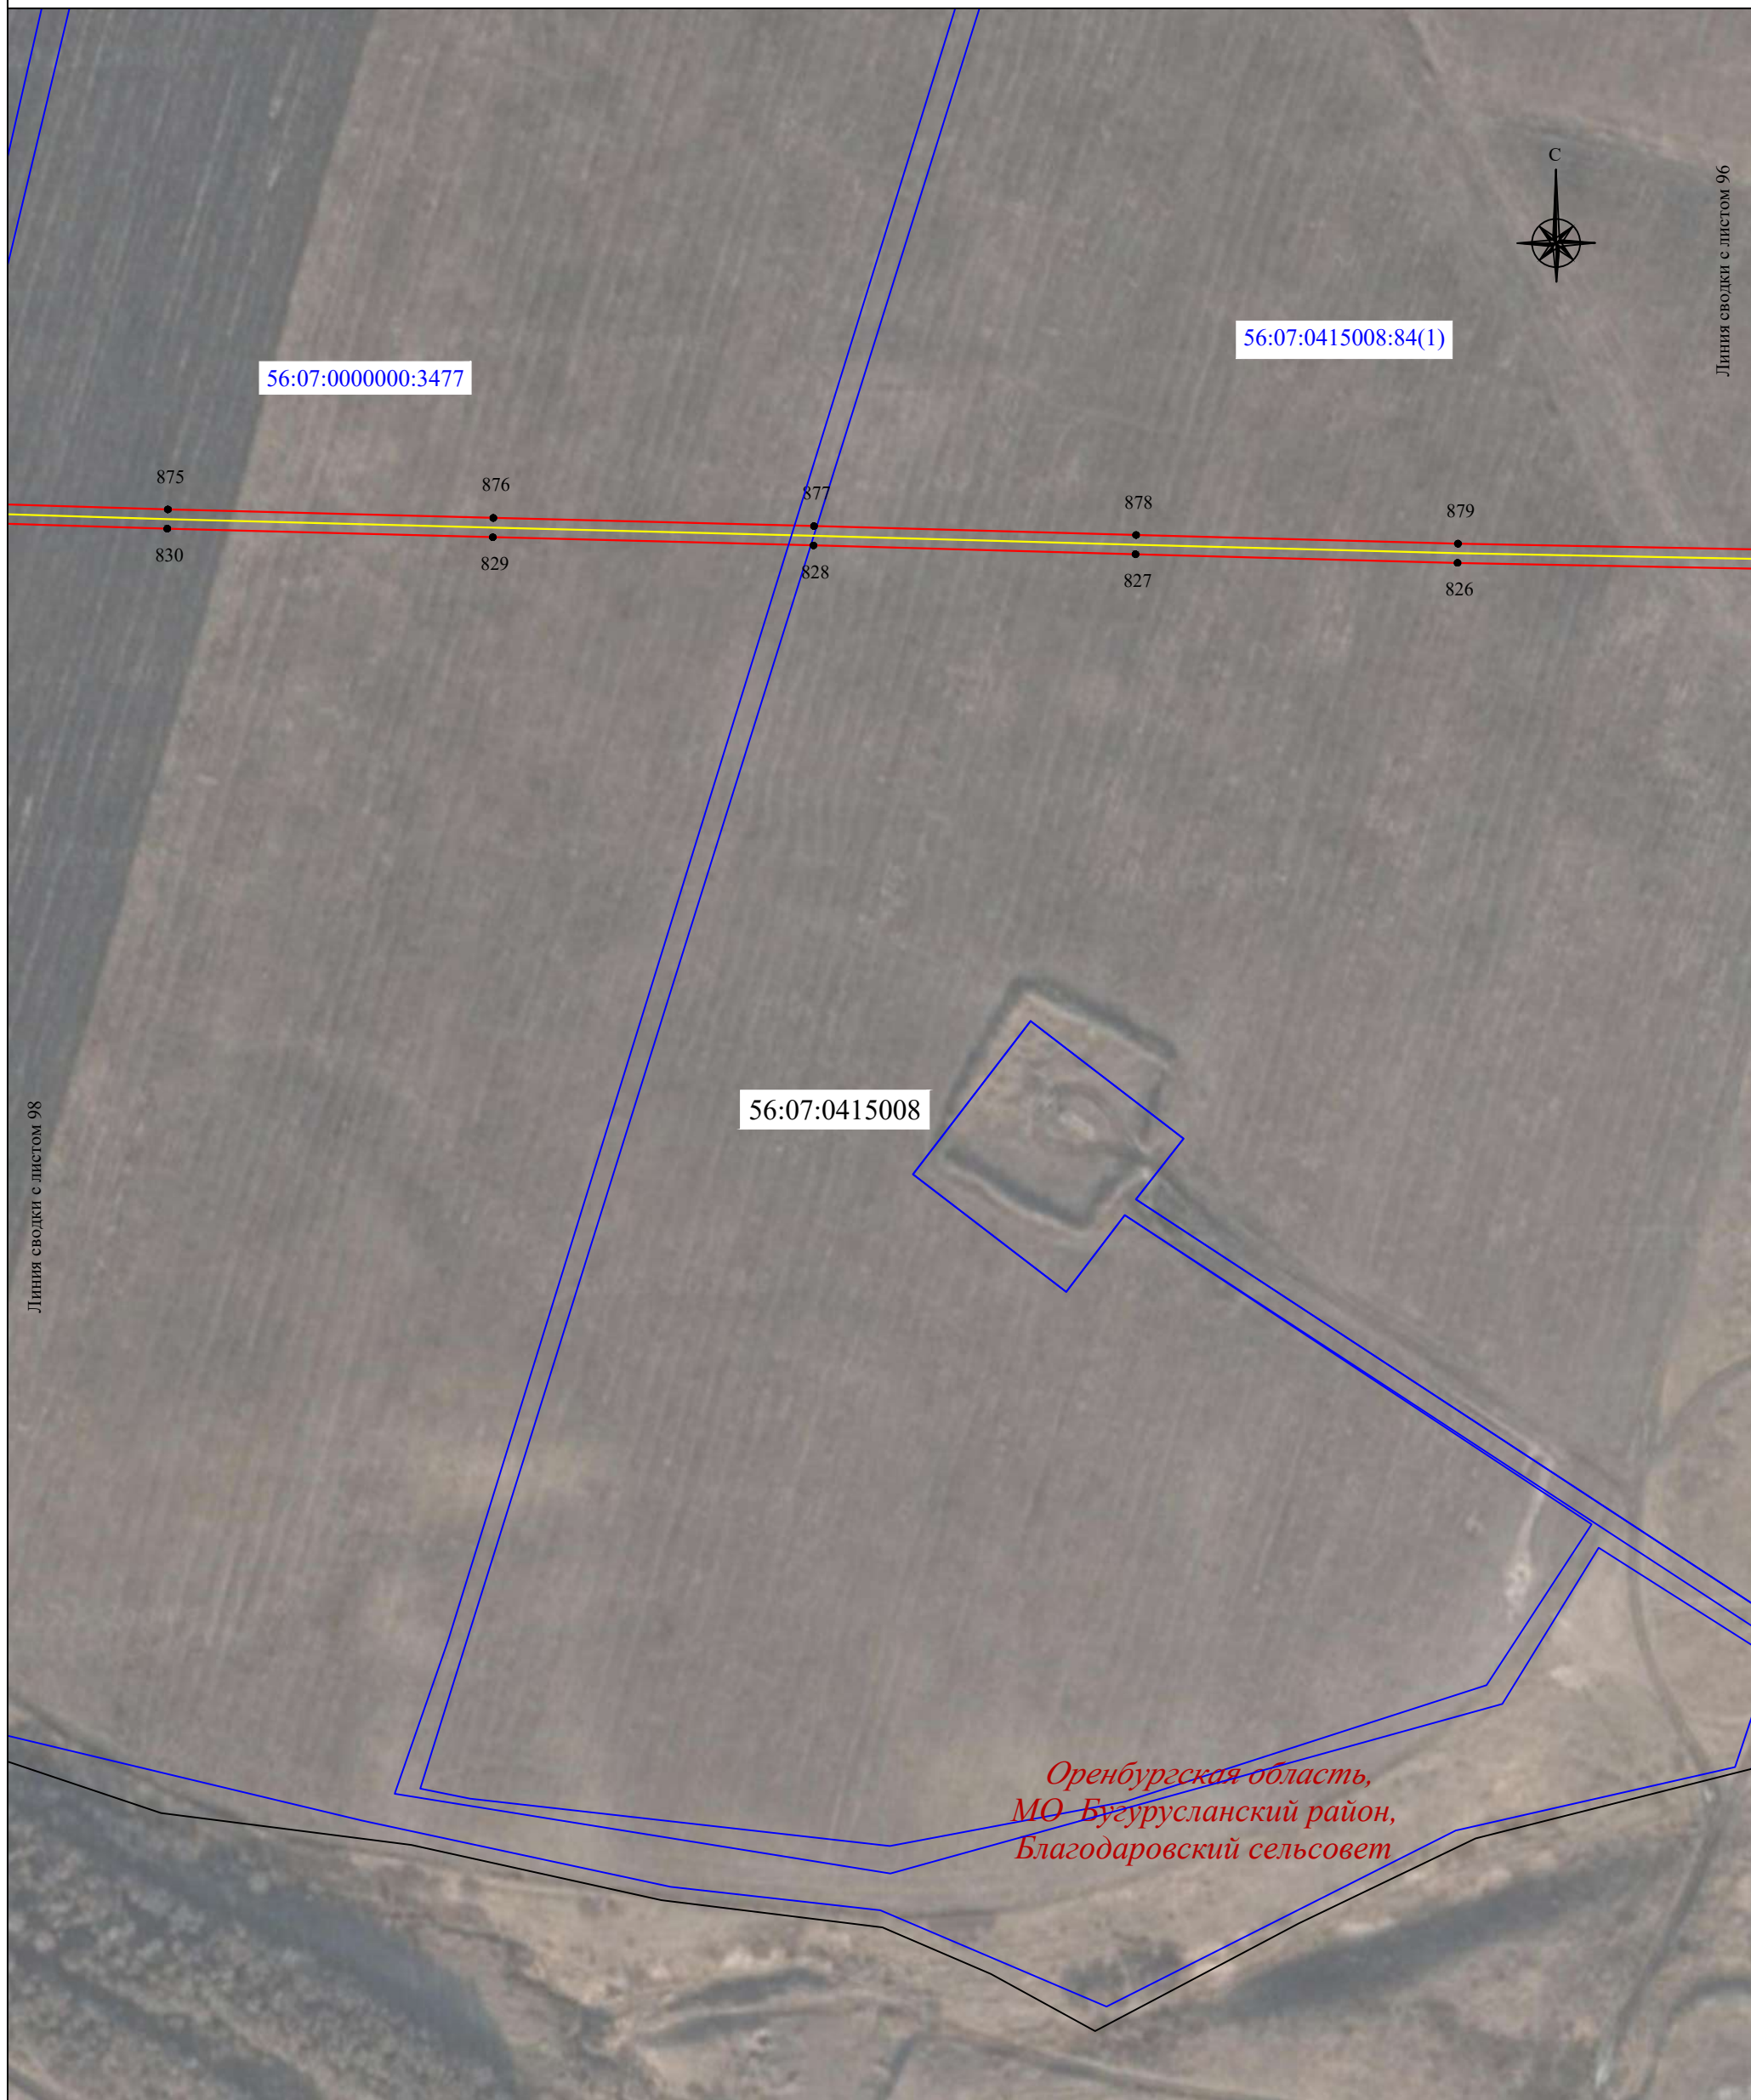 С
Линия сводки с листом 96
56:07:0415008:84(1)
56:07:0000000:3477
875
876
877
878
879
830
829
828
827
826
56:07:0415008
Линия сводки с листом 98
Оренбургская область,
МО Бугурусланский район,
Благодаровский сельсовет